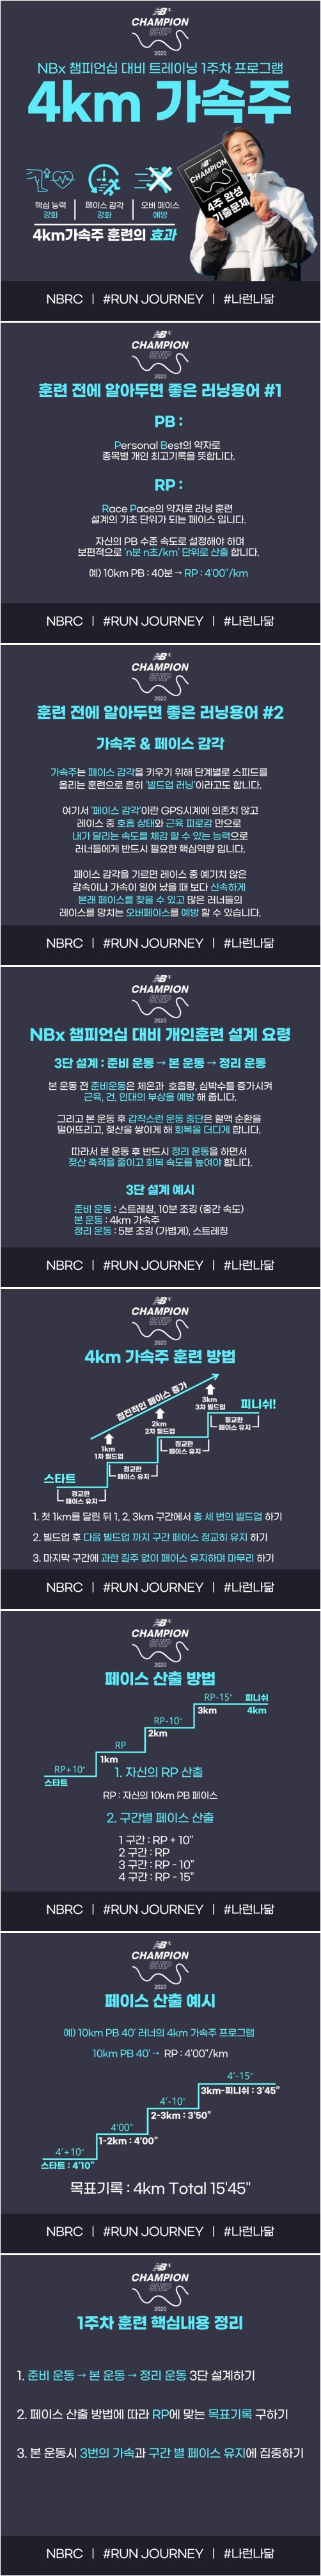 NB
CHAMPION
SHIP
2020
NBx 챔피언십 대비 트레이닝 1주차 프로그램
4km 가속주
NB
CHAMPION
SHIP
4주 완성
기출문제
핵심 능력
강화
페이스 감각
강화
오버 페이스
예방
4km가속주 훈련의 효과
NBRC | #RUN JOURNEY | #나런나닮
NB
CHAMPION
SHIP
2020
훈련 전에 알아두면 좋은 러닝용어 #1
PB :
Personal Best의 약자로
종목별 개인 최고기록을 뜻합니다.
RP :
Race Pace의 약자로 러닝 훈련
설계의 기초 단위가 되는 페이스 입니다.
자신의 PB 수준 속도로 설정해야 하며
보편적으로 'n분 n초/km' 단위로 산출 합니다.
예) 10km PB : 40분 → RP : 4'00"/km
NBRC | #RUN JOURNEY | #나런나닮
NB
CHAMPION
SHIP
2020
훈련 전에 알아두면 좋은 러닝용어 #2
가속주 & 페이스 감각
가속주는 페이스 감각을 키우기 위해 단계별로 스피드를
올리는 훈련으로 흔히 '빌드업 러닝'이라고도 합니다.
여기서 '페이스 감각'이란 GPS시계에 의존치 않고
레이스 중 호흡 상태와 근육 피로감 만으로
내가 달리는 속도를 체감 할 수 있는 능력으로
러너들에게 반드시 필요한 핵심역량 입니다.
페이스 감각을 기르면 레이스 중 예기치 않은
감속이나 가속이 일어 났을 때 보다 신속하게
본래 페이스를 찾을 수 있고 많은 러너들의
레이스를 망치는 오버페이스를 예방 할 수 있습니다.
NBRC | #RUN JOURNEY | #나런나닮
NB
CHAMPION
SHIP
2020
NBx 챔피언십 대비 개인훈련 설계 요령
3단 설계 : 준비 운동 → 본 운동 → 정리 운동
본 운동 전 준비운동은 체온과 호흡량, 심박수를 증가시켜
근육, 건, 인대의 부상을 예방 해 줍니다.
그리고 본 운동 후 갑작스런 운동 중단은 혈액 순환을
떨어뜨리고, 젖산을 쌓이게 해 회복을 더디게 합니다.
따라서 본 운동 후 반드시 정리 운동을 하면서
젖산 축적을 줄이고 회복 속도를 높여야 합니다.
3단 설계 예시
준비 운동 : 스트레칭, 10분 조깅 (중간 속도)
본 운동 : 4km 가속주
정리 운동 : 5분 조깅 (가볍게), 스트레칭
NBRC | #RUN JOURNEY | #나런나닮
NB
CHAMPION
SHIP
2020
4km 가속주 훈련 방법
점진적인 페이스 증가
3km
3차 빌드업
피니쉬!
2km
2차 빌드업
정교한
페이스 유지
1km
1차 빌드업
정교한
페이스 유지
스타트
정교한
페이스 유지
정교한
페이스 유지
1. 첫 1km를 달린 뒤 1, 2, 3km 구간에서 총 세 번의 빌드업 하기
2. 빌드업 후 다음 빌드업 까지 구간 페이스 정교히 유지 하기
3. 마지막 구간에 과한 질주 없이 페이스 유지하며 마무리 하기
NBRC | #RUN JOURNEY | #나런나닮
NB
CHAMPION
SHIP
2020
페이스 산출 방법
RP-15" 피니쉬
3km 4km
RP-10"
2km
RP
1km
RP+10"
스타트
1. 자신의 RP 산출
RP : 자신의 10km PB 페이스
2. 구간별 페이스 산출
1 구간 : RP + 10"
2 구간 : RP
3 구간 : RP - 10"
4 구간 : RP - 15"
NBRC | #RUN JOURNEY | #나런나닮
NB
CHAMPION
SHIP
2020
페이스 산출 예시
예) 10km PB 40' 러너의 4km 가속주 프로그램
10km PB 40' → RP : 4'00"/km
4'-15"
3km-피니쉬 : 3'45"
4'-10"
2-3km : 3'50"
4'00"
1-2km : 4'00"
4'+10"
스타트 : 4'10"
목표기록 : 4km Total 15'45"
NBRC | #RUN JOURNEY | #나런나닮
NB
CHAMPION
SHIP
2020
1주차 훈련 핵심내용 정리
1. 준비 운동 → 본 운동 → 정리 운동 3단 설계하기
2. 페이스 산출 방법에 따라 RP에 맞는 목표기록 구하기
3. 본 운동시 3번의 가속과 구간 별 페이스 유지에 집중하기
NBRC | #RUN JOURNEY | #나런나닮